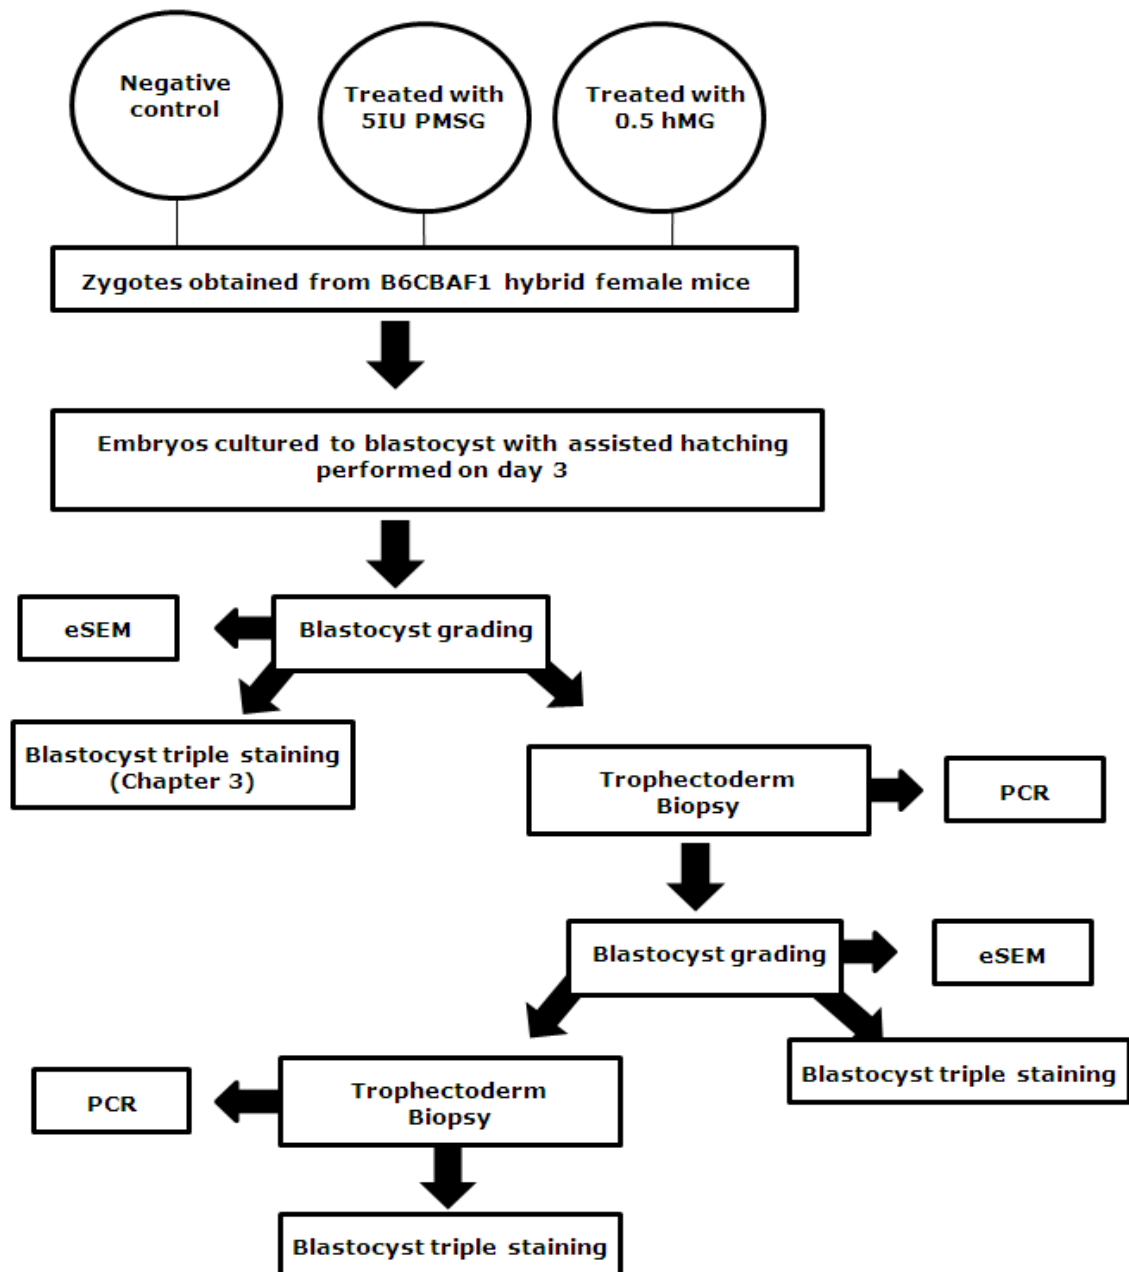 Negative
control
Treated with
5IU PMSG
Treated with
0.5 hMG
Zygotes obtained from B6CBAF1 hybrid female mice
Embryos cultured to blastocyst with assisted hatching
performed on day 3
eSEM
Blastocyst grading
Blastocyst triple staining
(Chapter 3)
Trophectoderm
Biopsy
PCR
Blastocyst grading
eSEM
Blastocyst triple staining
PCR
Trophectoderm
Biopsy
Blastocyst triple staining